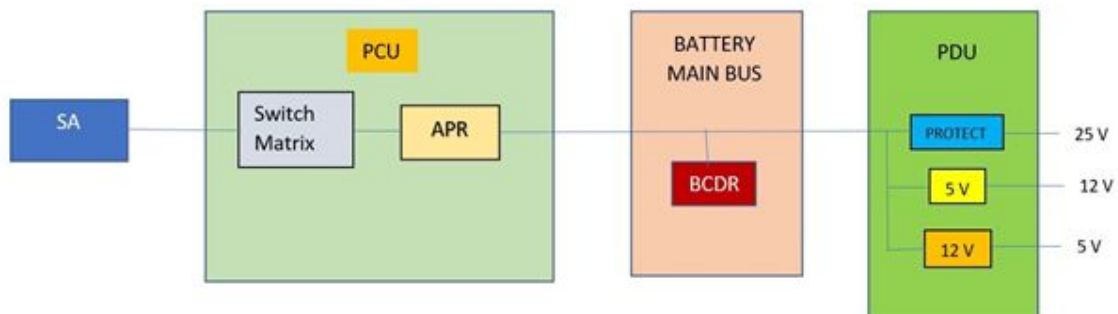 SA
PCU
Switch
Matrix
APR
BATTERY
MAIN BUS
BCDR
PDU
PROTECT
25 V
5 V
12 V
12 V
5 V